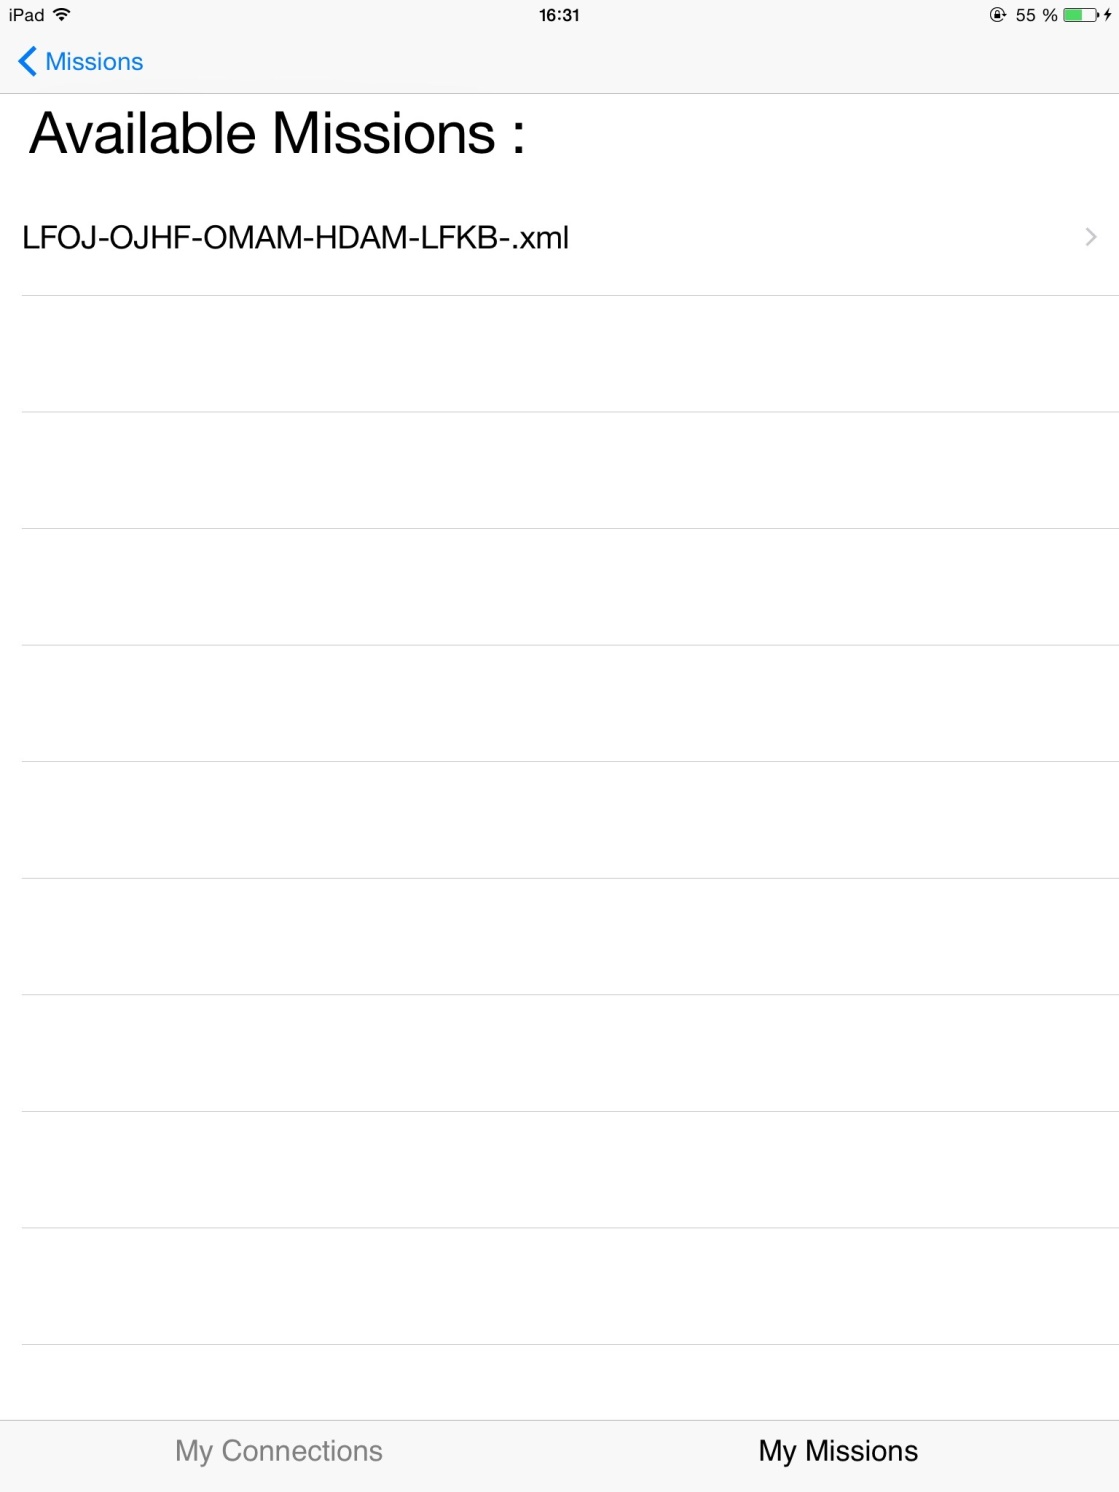 iPad 16:31 55 %
Missions
Available Missions :
LFOJ-OJHF-OMAM-HDAM-LFKB-.xml
My Connections My Missions